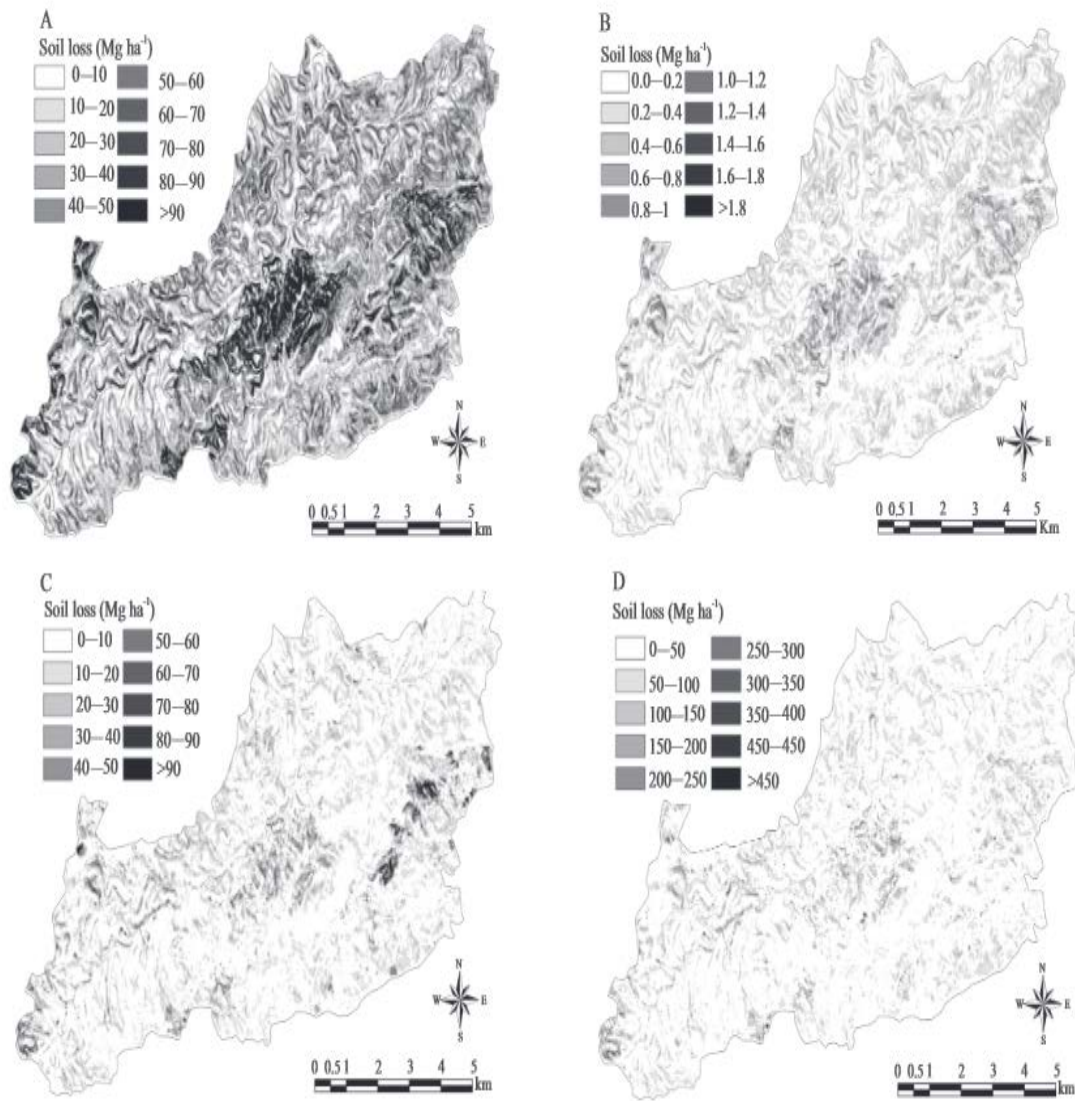 A
Soil loss (Mg ha⁻¹)
0–10 50–60
10–20 60–70
20–30 70–80
30–40 80–90
40–50 >90
N
W E
S
0 0.5 1 2 3 4 5
km
B
Soil loss (Mg ha⁻¹)
0.0–0.2 1.0–1.2
0.2–0.4 1.2–1.4
0.4–0.6 1.4–1.6
0.6–0.8 1.6–1.8
0.8–1 >1.8
N
W E
S
0 0.5 1 2 3 4 5
Km
C
Soil loss (Mg ha⁻¹)
0–10 50–60
10–20 60–70
20–30 70–80
30–40 80–90
40–50 >90
N
W E
S
0 0.5 1 2 3 4 5
km
D
Soil loss (Mg ha⁻¹)
0–50 250–300
50–100 300–350
100–150 350–400
150–200 450–450
200–250 >450
N
W E
S
0 0.5 1 2 3 4 5
km